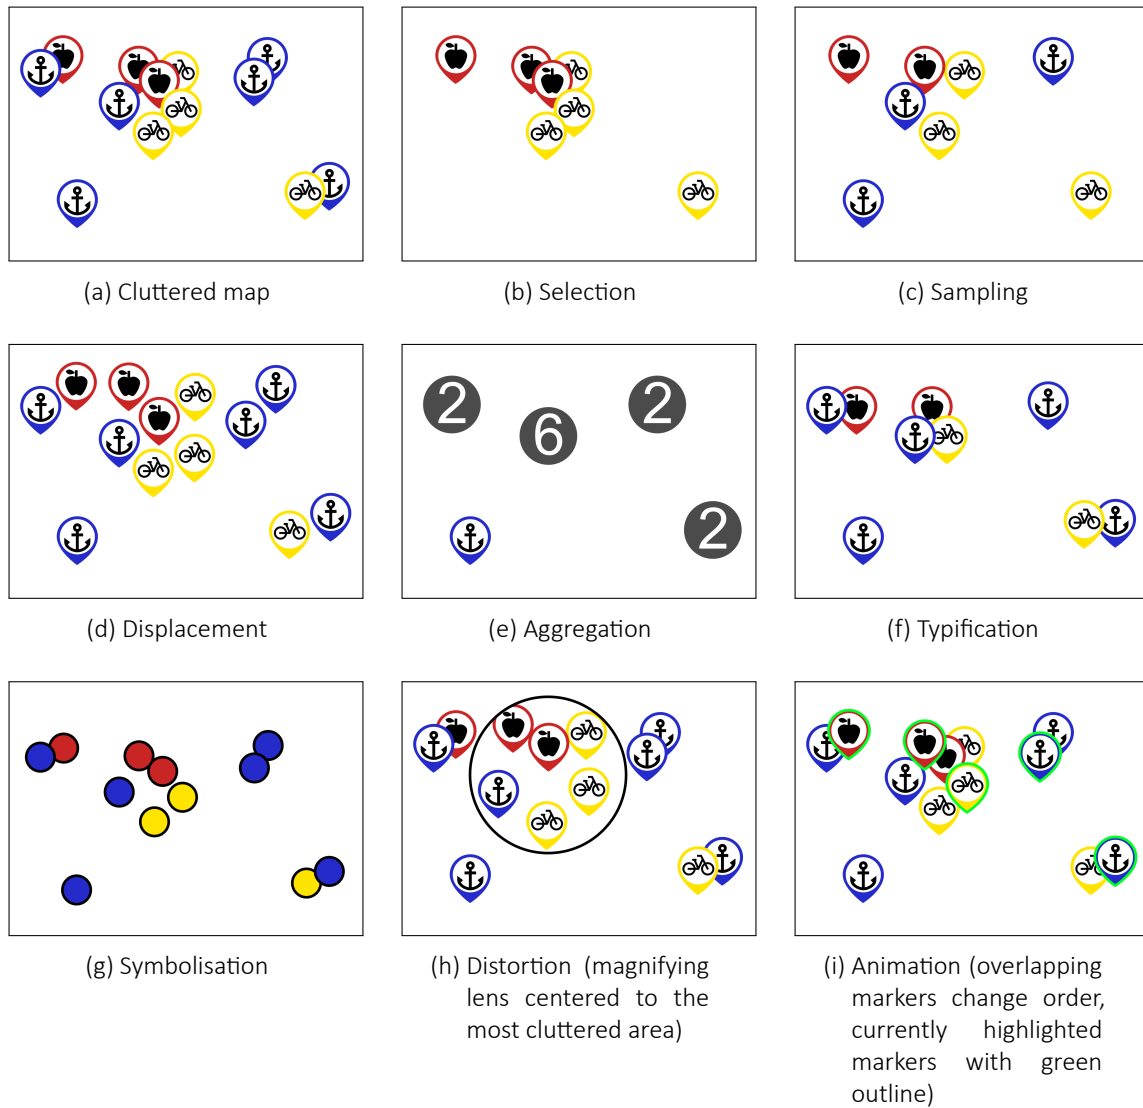 (a) Cluttered map
(b) Selection
(c) Sampling
2
2
6
2
(d) Displacement
(e) Aggregation
(f) Typification
(g) Symbolisation
(h) Distortion (magnifying
lens centered to the
most cluttered area)
(i) Animation (overlapping
markers change order,
currently highlighted
markers with green
outline)